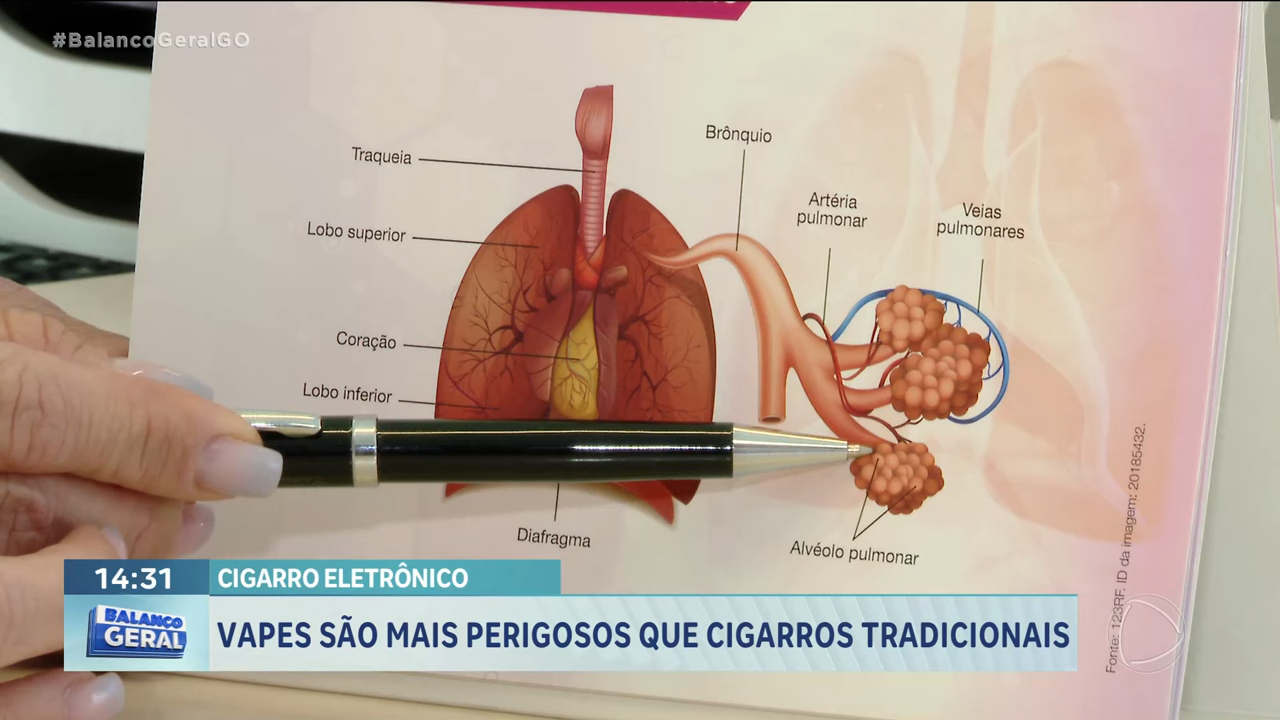 #BalancoGeralGO
Brônquio
Traqueia
Artéria
pulmonar
Veias
pulmonares
Lobo superior
Coração
Lobo inferior
Diafragma
Alvéolo pulmonar
Fonte: 123RF. ID da imagem: 20185432.
14:31
CIGARRO ELETRÔNICO
BALANCO
GERAL
VAPES SÃO MAIS PERIGOSOS QUE CIGARROS TRADICIONAIS